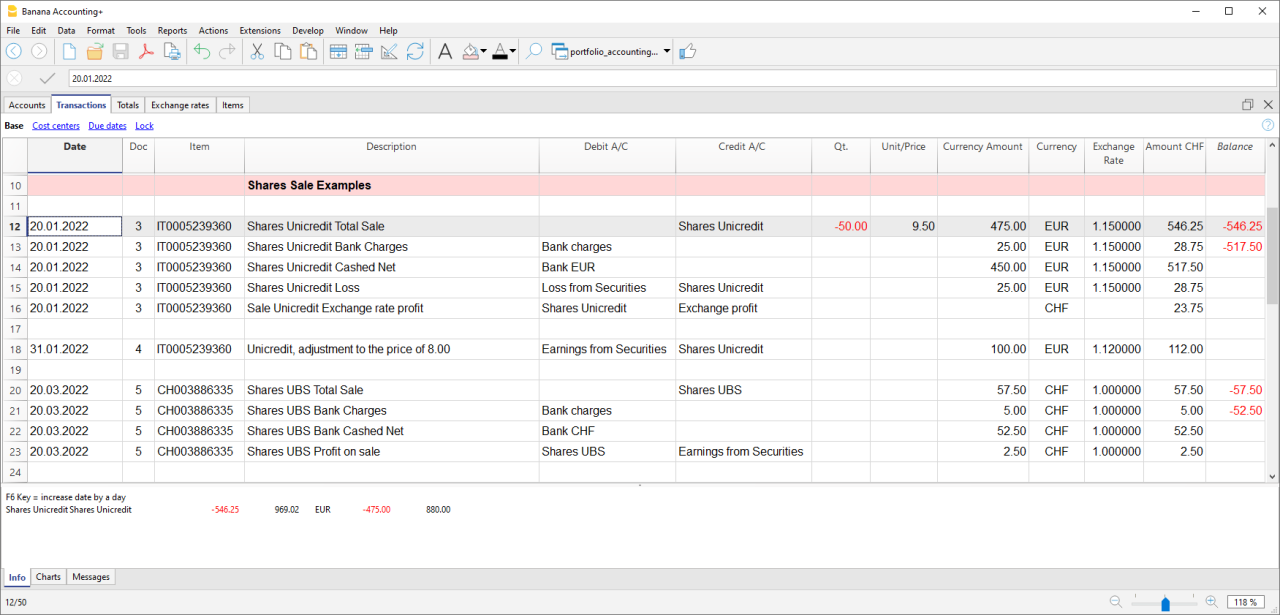 Banana Accounting+
File Edit Data Format Tools Reports Actions Extensions Develop Window Help
portfolio_accounting...
20.01.2022
Accounts Transactions Totals Exchange rates Items
Base Cost centers Due dates Lock
Date Doc Item Description Debit A/C Credit A/C Qt. Unit/Price Currency Amount Currency Exchange Rate Amount CHF Balance
10 Shares Sale Examples
11
12 20.01.2022 3 IT0005239360 Shares Unicredit Total Sale Shares Unicredit -50.00 9.50 475.00 EUR 1.150000 546.25 -546.25
13 20.01.2022 3 IT0005239360 Shares Unicredit Bank Charges Bank charges 25.00 EUR 1.150000 28.75 -517.50
14 20.01.2022 3 IT0005239360 Shares Unicredit Cashed Net Bank EUR 450.00 EUR 1.150000 517.50
15 20.01.2022 3 IT0005239360 Shares Unicredit Loss Loss from Securities Shares Unicredit 25.00 EUR 1.150000 28.75
16 20.01.2022 3 IT0005239360 Sale Unicredit Exchange rate profit Shares Unicredit Exchange profit CHF 23.75
17
18 31.01.2022 4 IT0005239360 Unicredit, adjustment to the price of 8.00 Earnings from Securities Shares Unicredit 100.00 EUR 1.120000 112.00
19
20 20.03.2022 5 CH003886335 Shares UBS Total Sale Shares UBS 57.50 CHF 1.000000 57.50 -57.50
21 20.03.2022 5 CH003886335 Shares UBS Bank Charges Bank charges 5.00 CHF 1.000000 5.00 -52.50
22 20.03.2022 5 CH003886335 Shares UBS Bank Cashed Net Bank CHF 52.50 CHF 1.000000 52.50
23 20.03.2022 5 CH003886335 Shares UBS Profit on sale Shares UBS Earnings from Securities 2.50 CHF 1.000000 2.50
24
F6 Key = increase date by a day
Shares Unicredit Shares Unicredit -546.25 969.02 EUR -475.00 880.00
Info Charts Messages
12/50 118 %